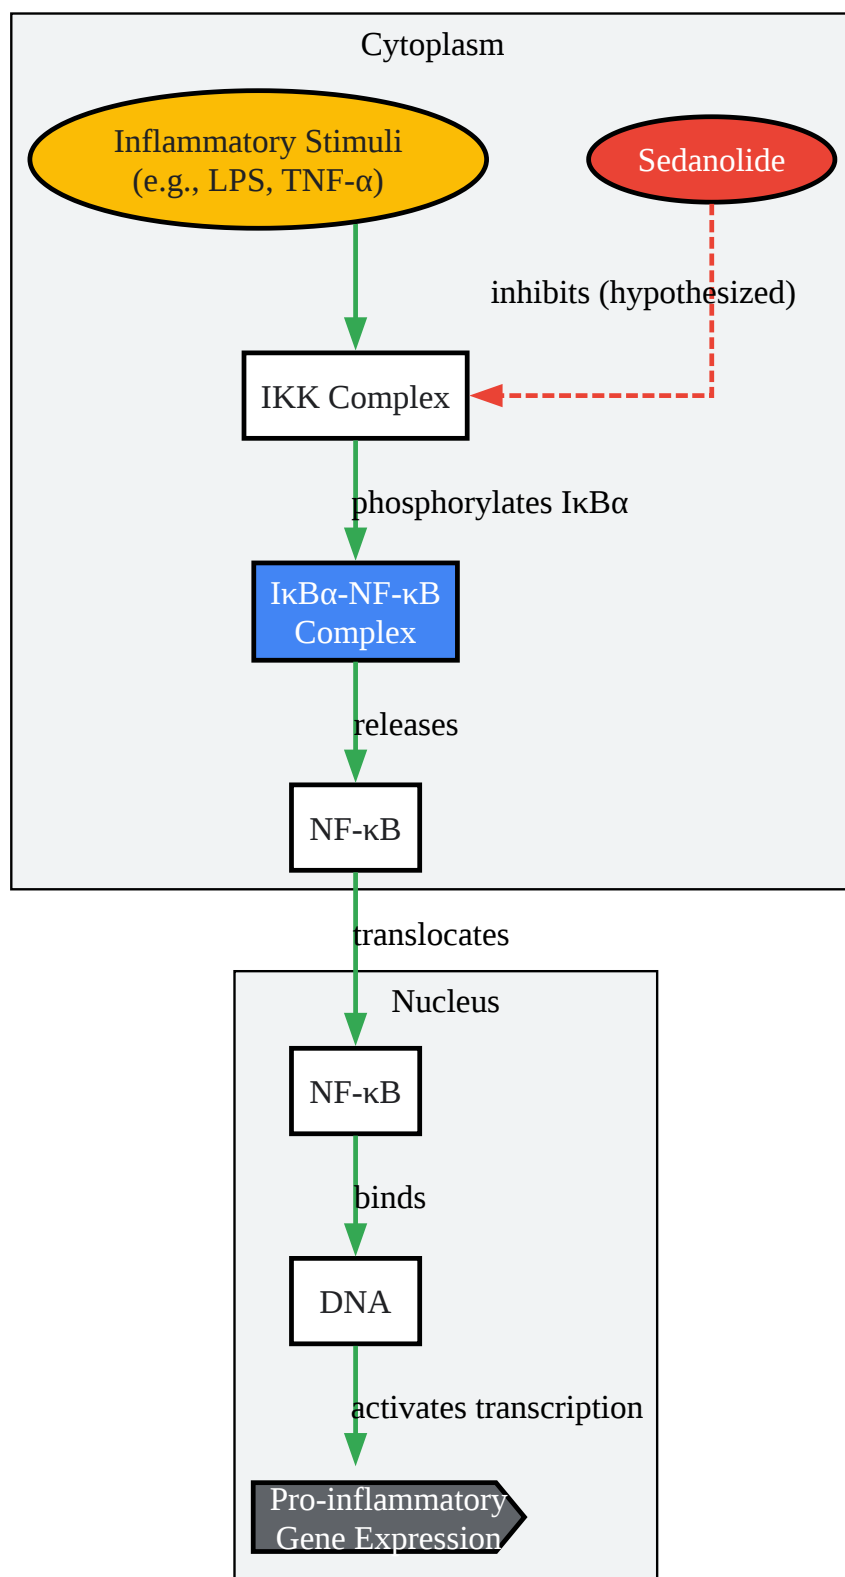 Cytoplasm
Inflammatory Stimuli
(e.g., LPS, TNF-α)
Sedanolide
inhibits (hypothesized)
IKK Complex
phosphorylates IκBα
IκBα-NF-κB
Complex
releases
NF-κB
translocates
Nucleus
NF-κB
binds
DNA
activates transcription
Pro-inflammatory
Gene Expression